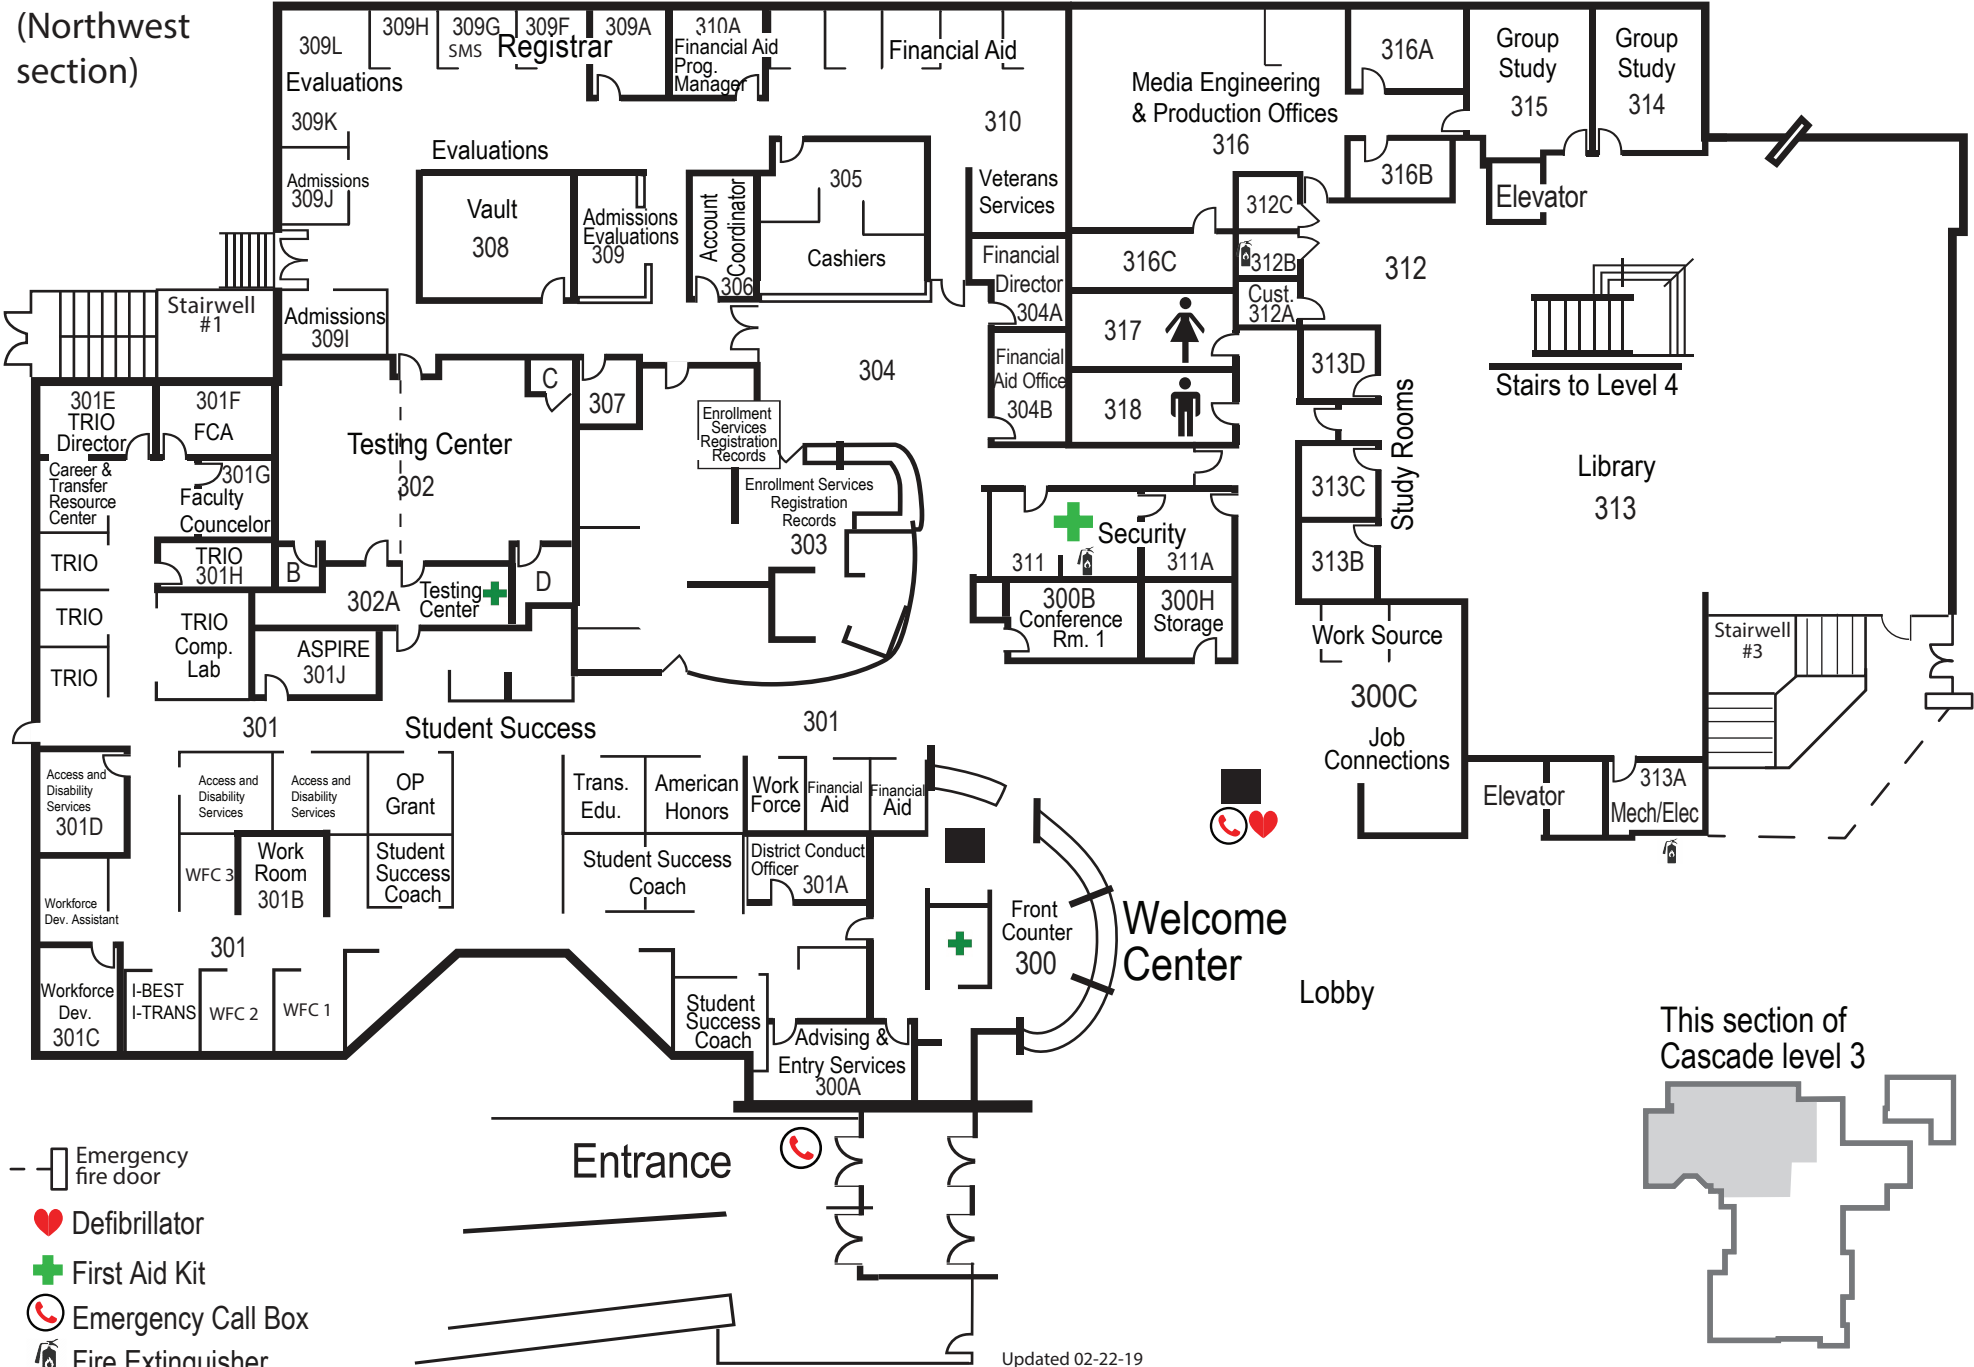 (Northwest
section)
309L
Evaluations
309K
309H
309G
SMS
309F
Registrar
309A
310A
Financial Aid
Prog.
Manager
Financial Aid
310
Media Engineering
& Production Offices
316
316A
Group
Study
315
Group
Study
314
316B
Elevator
Evaluations
Admissions
309J
Vault
308
Admissions
Evaluations
309
Account
Coordinator
306
305
Cashiers
Veterans
Services
Financial
Director
304A
312C
312B
Cust.
312A
316C
317
318
312
Stairwell
#1
Admissions
309I
304
Financial
Aid Office
304B
313D
Study Rooms
313C
313B
Stairs to Level 4
Library
313
301E
TRIO
Director
301F
FCA
C
307
Testing Center
302
Enrollment
Services
Registration
Records
Enrollment Services
Registration
Records
303
Career &
Transfer
Resource
Center
301G
Faculty
Councelor
TRIO
TRIO
301H
B
302A
Testing
Center
D
TRIO
TRIO
TRIO
Comp.
Lab
ASPIRE
301J
Security
311
311A
300B
Conference
Rm. 1
300H
Storage
Work Source
300C
Job
Connections
Stairwell
#3
313A
Mech/Elec
Elevator
301
Student Success
301
Access and
Disability
Services
301D
Access and
Disability
Services
Access and
Disability
Services
OP
Grant
Trans.
Edu.
American
Honors
Work
Force
Financial
Aid
Financial
Aid
WFC 3
Work
Room
301B
Student
Success
Coach
Student Success
Coach
District Conduct
Officer
301A
Workforce
Dev. Assistant
301
Workforce
Dev.
301C
I-BEST
I-TRANS
WFC 2
WFC 1
Student
Success
Coach
Advising &
Entry Services
300A
Front
Counter
300
Welcome
Center
Lobby
This section of
Cascade level 3
Entrance
Emergency
fire door
Defibrillator
First Aid Kit
Emergency Call Box
Fire Extinguisher
Updated 02-22-19